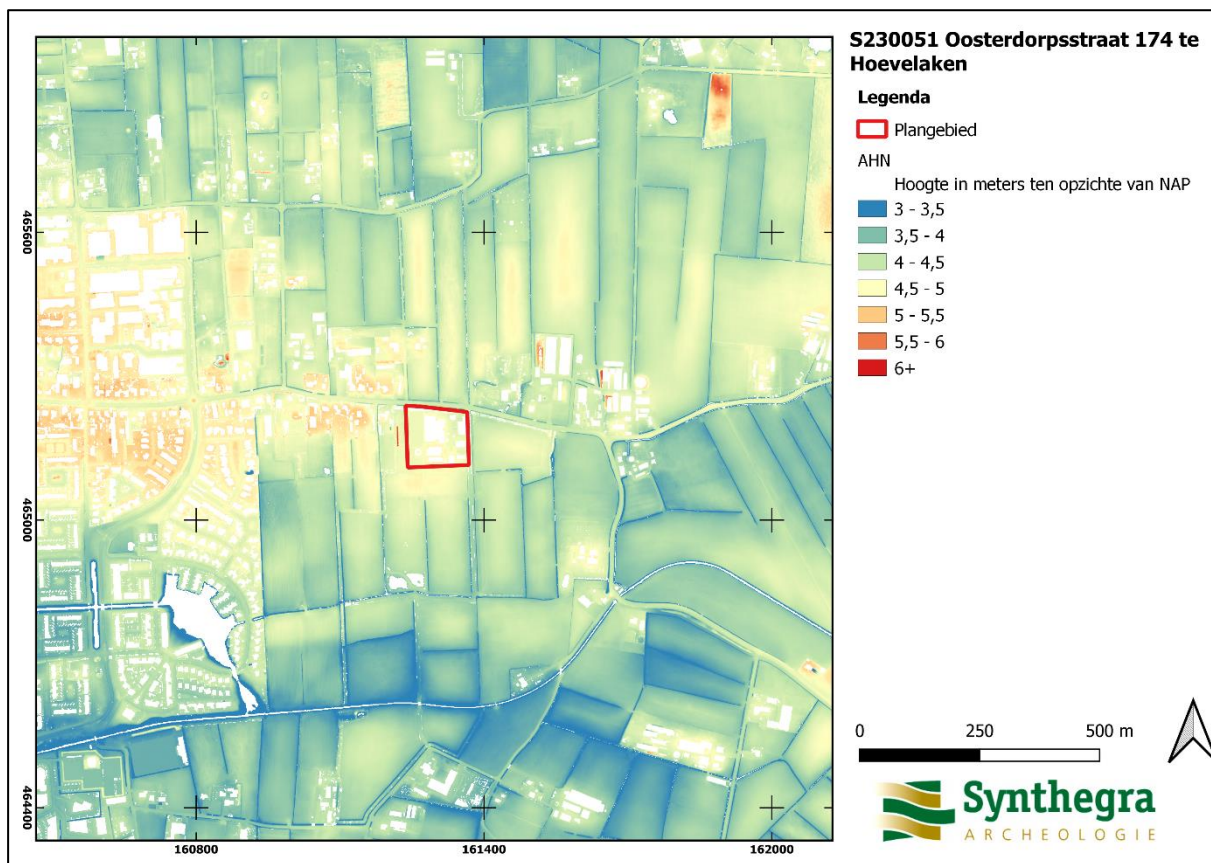 S230051 Oosterdorpsstraat 174 te
Hoevelaken
Legenda
Plangebied
AHN
Hoogte in meters ten opzichte van NAP
3 - 3,5
3,5 - 4
4 - 4,5
4,5 - 5
5 - 5,5
5,5 - 6
6+
465600
465000
464400
160800
161400
162000
0
250
500 m
Synthegra
ARCHEOLOGIE